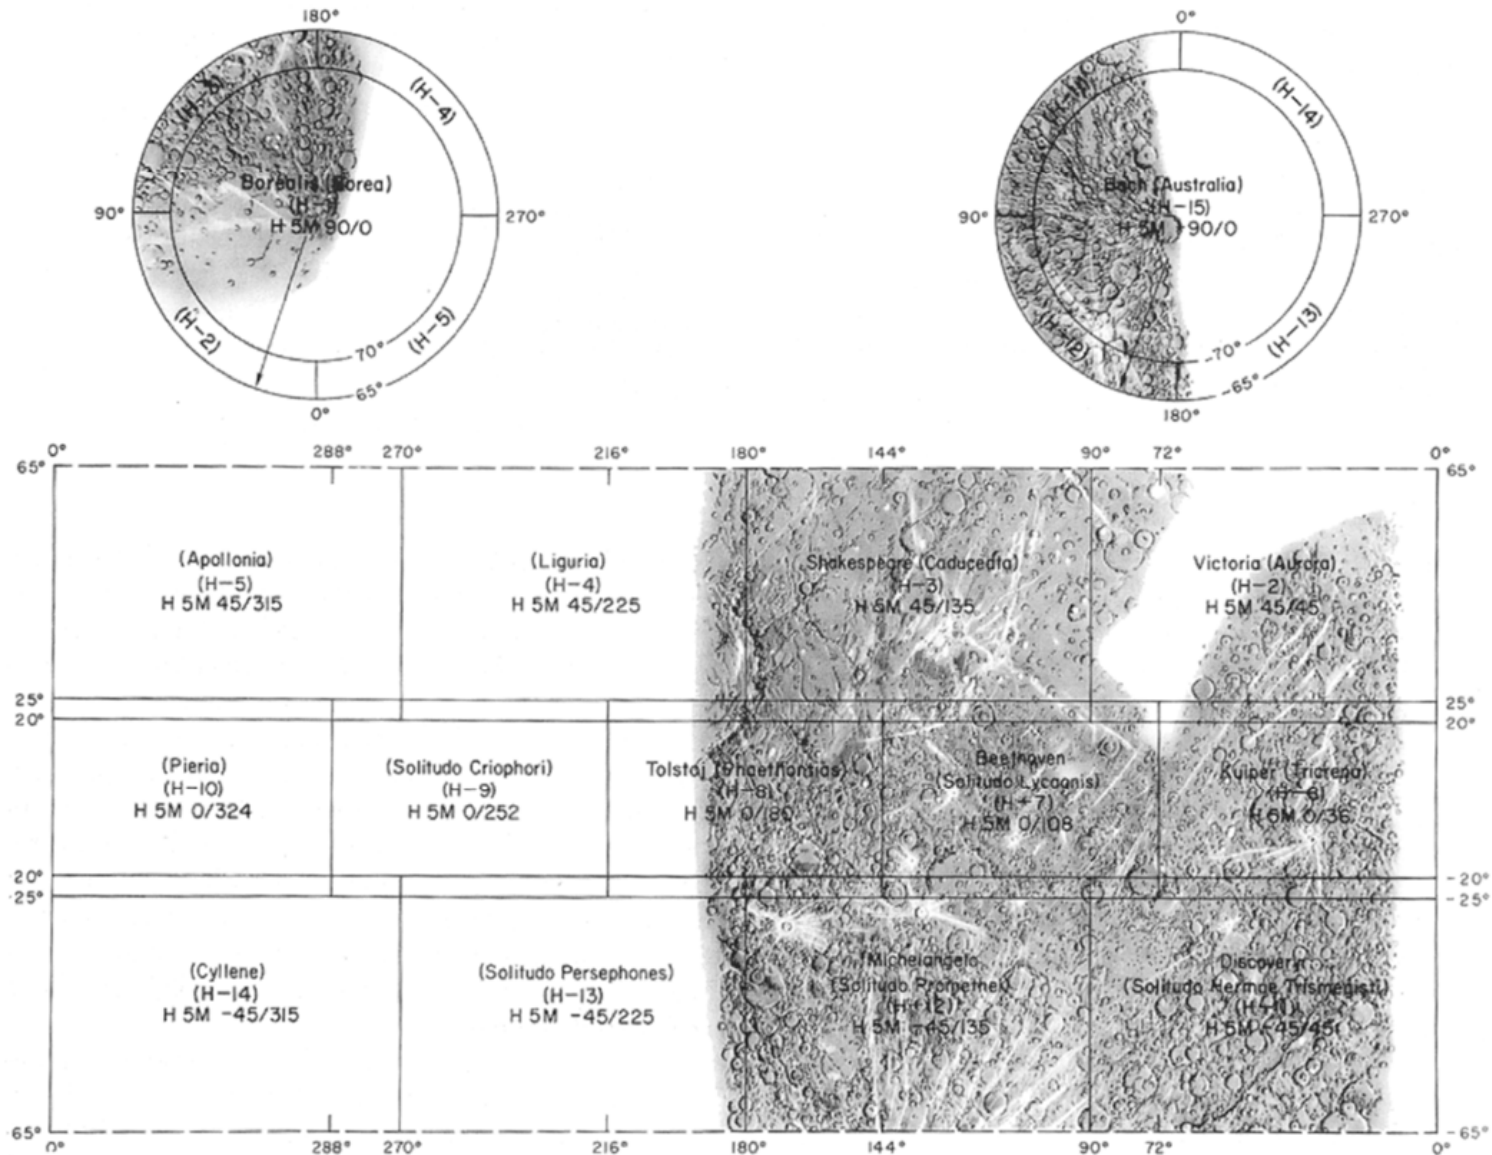 180°
0°
(H-3)
(H-4)
(H-11)
(H-14)
Borealis (Borea)
(H-1)
H 5M 90/0
Bach (Australia)
(H-15)
H 5M -90/0
90°
270°
90°
270°
(H-2)
(H-5)
(H-12)
(H-13)
70°
65°
-70°
-65°
0°
180°
0°
288°
270°
216°
180°
144°
90°
72°
0°
65°
65°
(Apollonia)
(H-5)
H 5M 45/315
(Liguria)
(H-4)
H 5M 45/225
Shakespeare (Caduceata)
(H-3)
H 5M 45/135
Victoria (Aurora)
(H-2)
H 5M 45/45
25°
25°
20°
20°
(Pieria)
(H-10)
H 5M 0/324
(Solitudo Criophori)
(H-9)
H 5M 0/252
Tolstoj (Phaethontias)
(H-8)
H 5M 0/180
Beethoven
(Solitudo Lycaonis)
(H-7)
H 5M 0/108
Kuiper (Tricrena)
(H-6)
H 5M 0/36
20°
-20°
-25°
-25°
(Cyllene)
(H-14)
H 5M -45/315
(Solitudo Persephones)
(H-13)
H 5M -45/225
Michelangelo
(Solitudo Promethei)
(H-12)
H 5M -45/135
Discovery
(Solitudo Hermae Trismegisti)
(H-11)
H 5M -45/45
-65°
-65°
0°
288°
270°
216°
180°
144°
90°
72°
0°